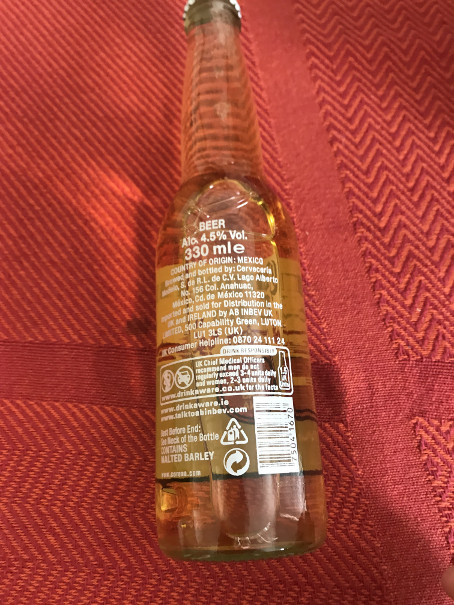 BEER
Alc. 4.5% Vol.
330 mle
COUNTRY OF ORIGIN: MEXICO
Brewed and bottled by: Cervecería
Modelo, S. de R.L. de C.V. Lago Alberto
No. 156 Col. Anahuac,
México, Cd. de México 11320
Imported and sold for Distribution in the
UK and IRELAND by AB INBEV UK
LIMITED, 500 Capability Green, LUTON
LU1 3LS (UK)
UK Consumer Helpline: 0870 24 111 24
DRINK RESPONSIBLY
UK Chief Medical Officers
recommend men do not
regularly exceed 3-4 units daily
and women, 2-3 units daily
www.drinkaware.co.uk for the facts
www.drinkaware.ie
www.talktoabinbev.com
Best Before End:
See Neck of the Bottle
CONTAINS
MALTED BARLEY